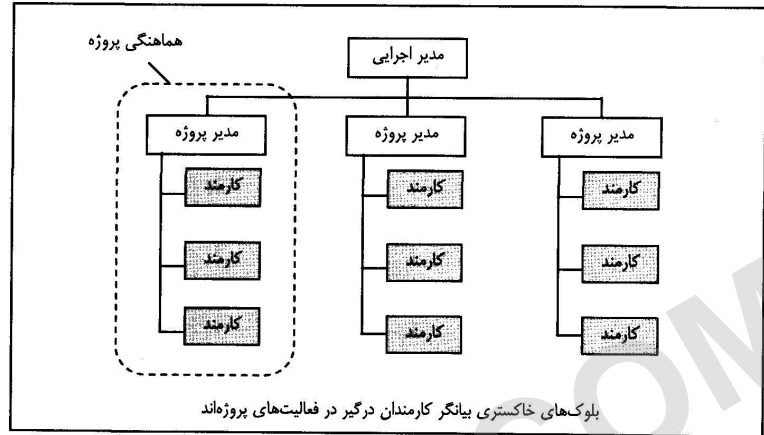 هماهنگی پروژه
مدیر اجرایی
مدیر پروژه
مدیر پروژه
مدیر پروژه
کارمند
کارمند
کارمند
کارمند
کارمند
کارمند
کارمند
کارمند
کارمند
بلوک‌های خاکستری بیانگر کارمندان درگیر در فعالیت‌های پروژه‌اند
COM